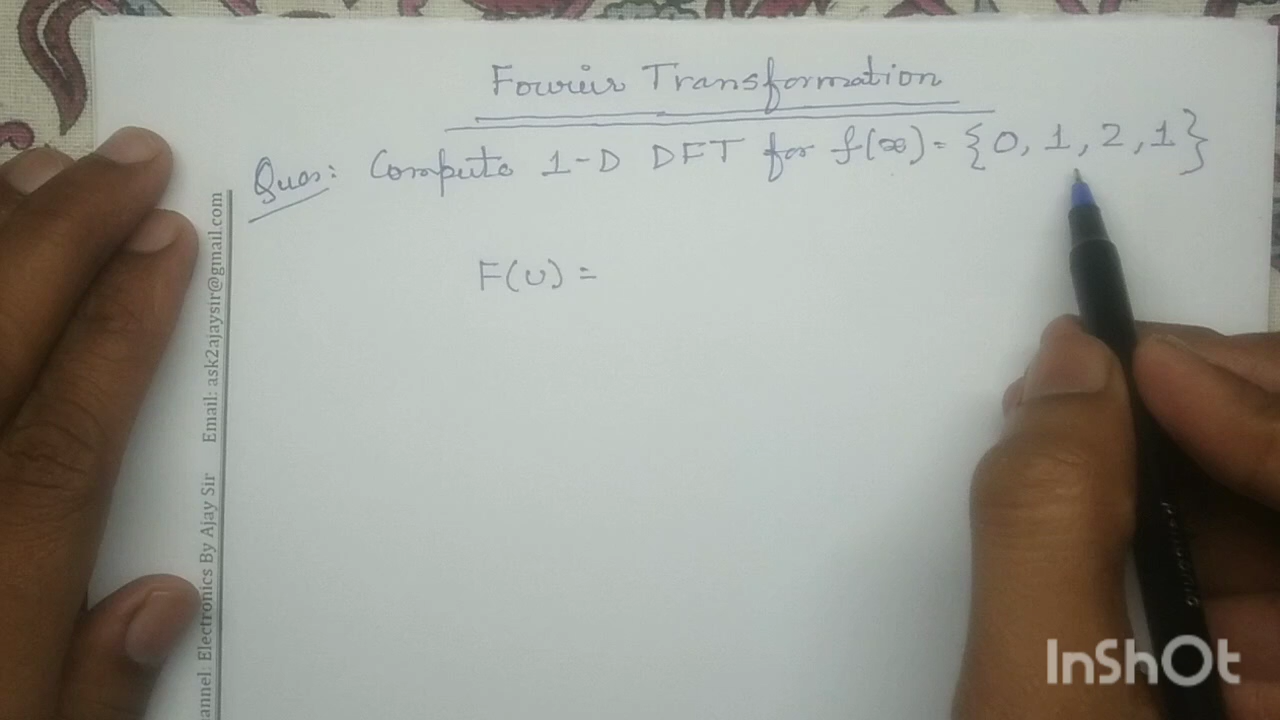 Fourier Transformation
Ques: Compute 1-D DFT for f(x) = {0, 1, 2, 1}
F(u) =
annel: Electronics By Ajay Sir Email: ask2ajaysir@gmail.com
InShOt